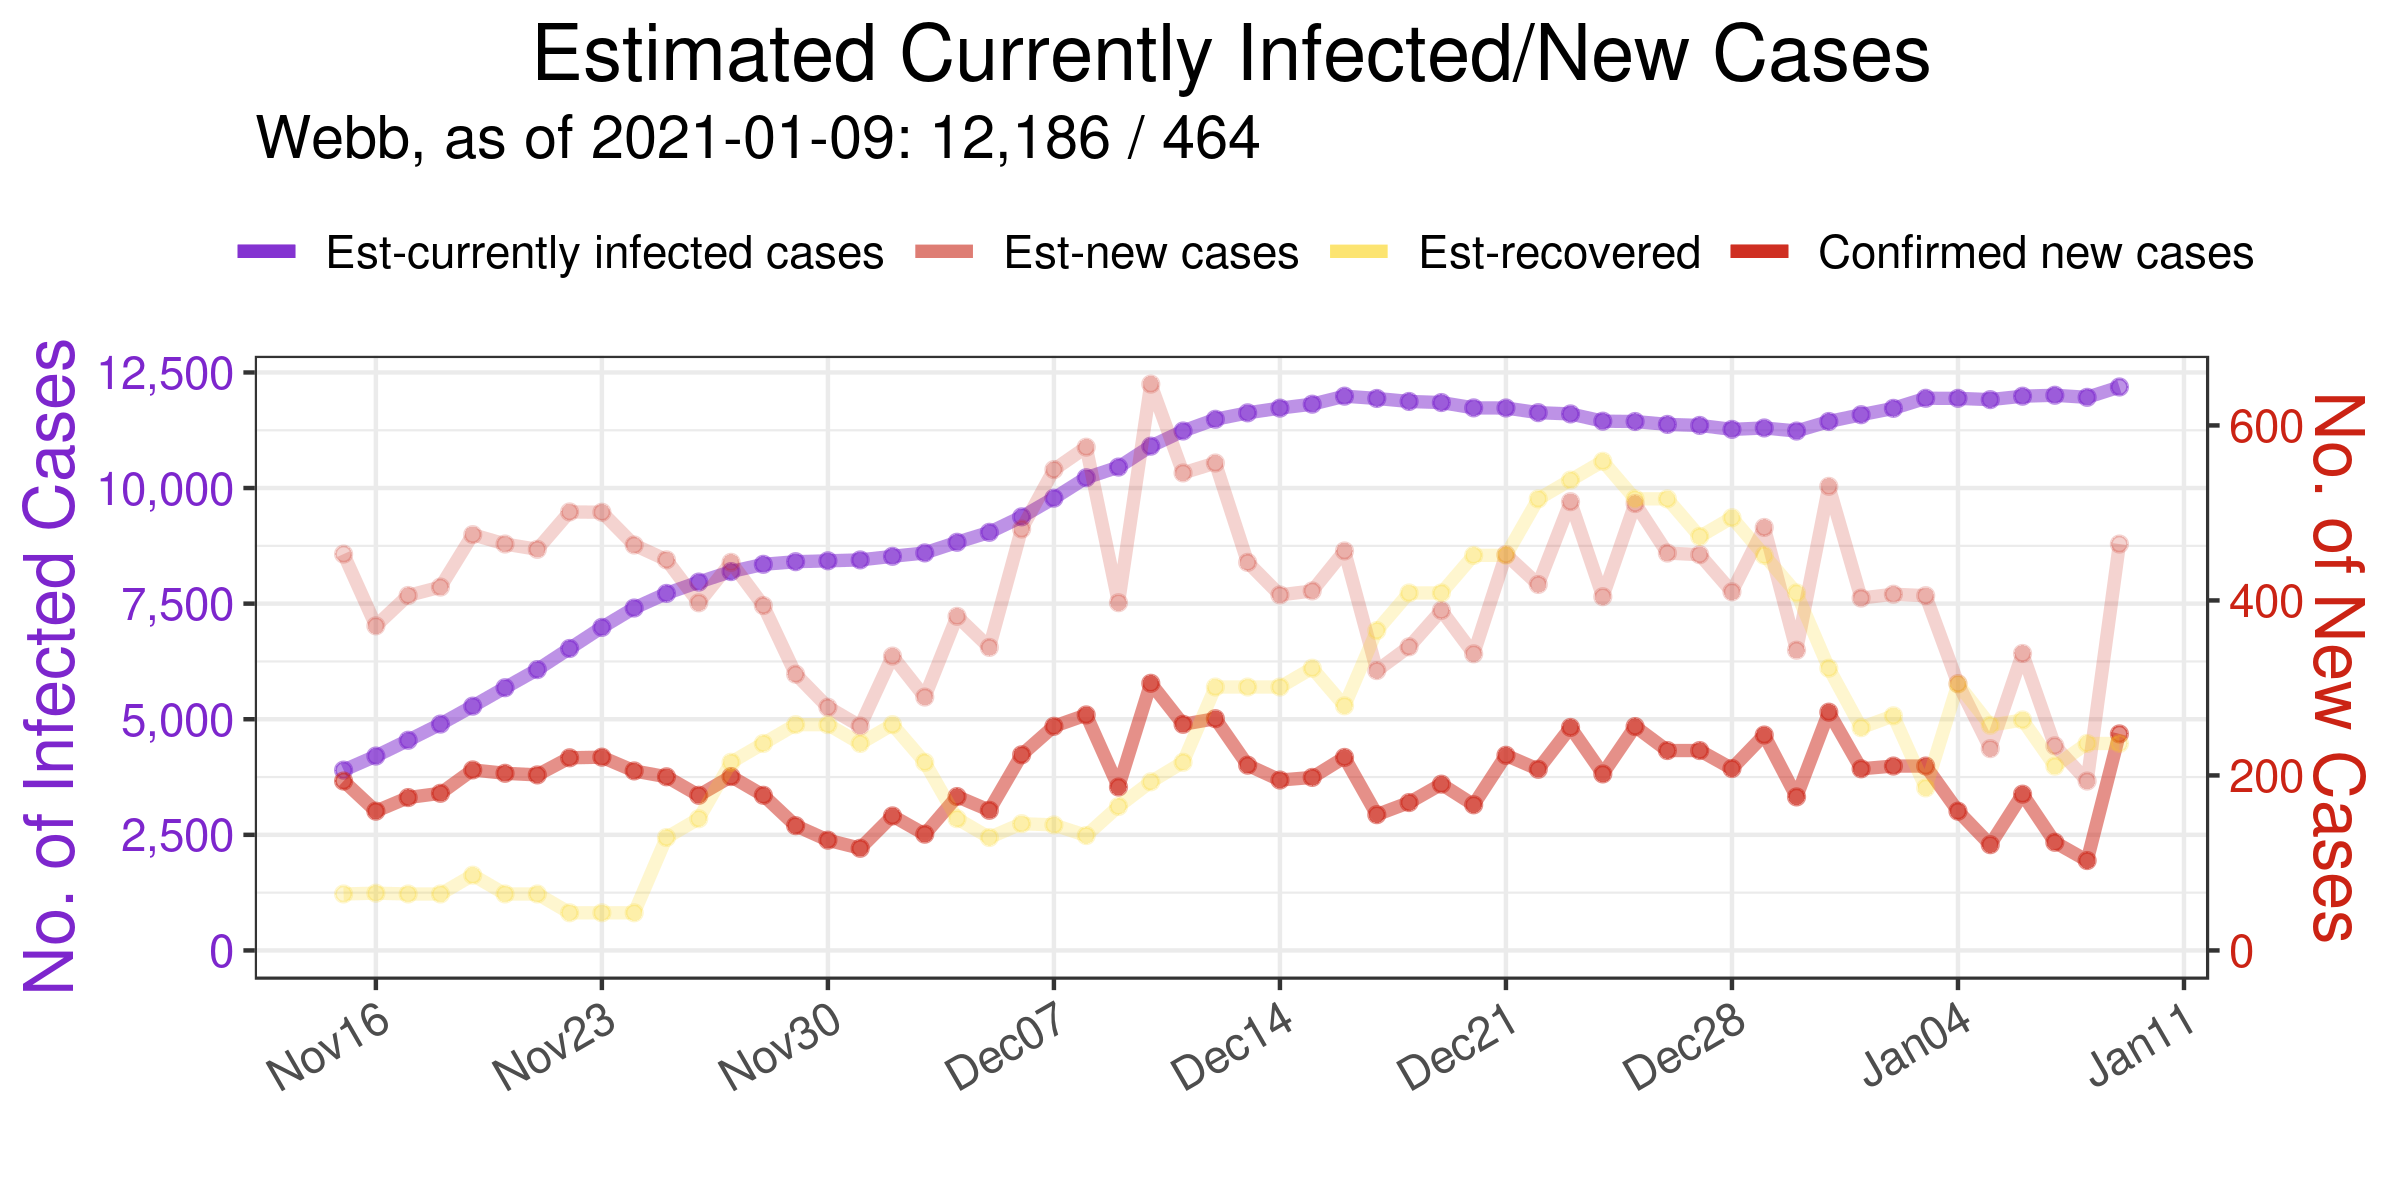 Estimated Currently Infected/New Cases
Webb, as of 2021-01-09: 12,186 / 464
Est-currently infected cases Est-new cases Est-recovered Confirmed new cases
No. of Infected Cases
12,500
10,000
7,500
5,000
2,500
0
No. of New Cases
600
400
200
0
Nov16 Nov23 Nov30 Dec07 Dec14 Dec21 Dec28 Jan04 Jan11